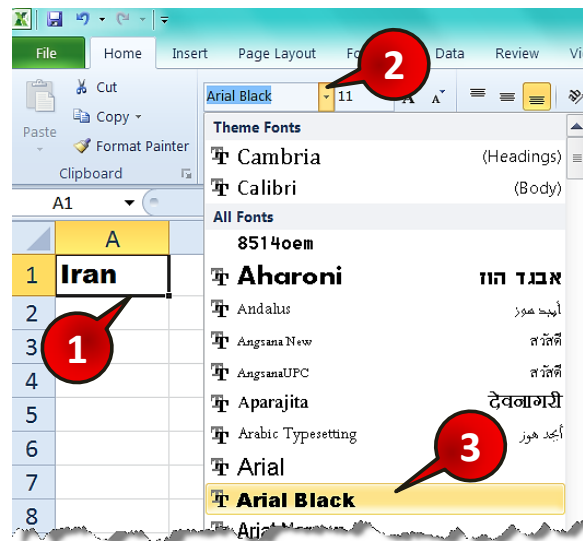 File Home Insert Page Layout Data Review
Cut
Copy
Paste
Format Painter
Clipboard
Arial Black 11 A A
A1
Theme Fonts
Cambria (Headings)
Calibri (Body)
All Fonts
8514oem
Aharoni אבגד הוז
Andalus أبجد هوز
Angsana New สวัสดี
AngsanaUPC สวัสดี
Aparajita देवनागरी
Arabic Typesetting أبجد هوز
Arial
Arial Black
A
1 Iran
2
3
4
5
6
7
8
1
2
3